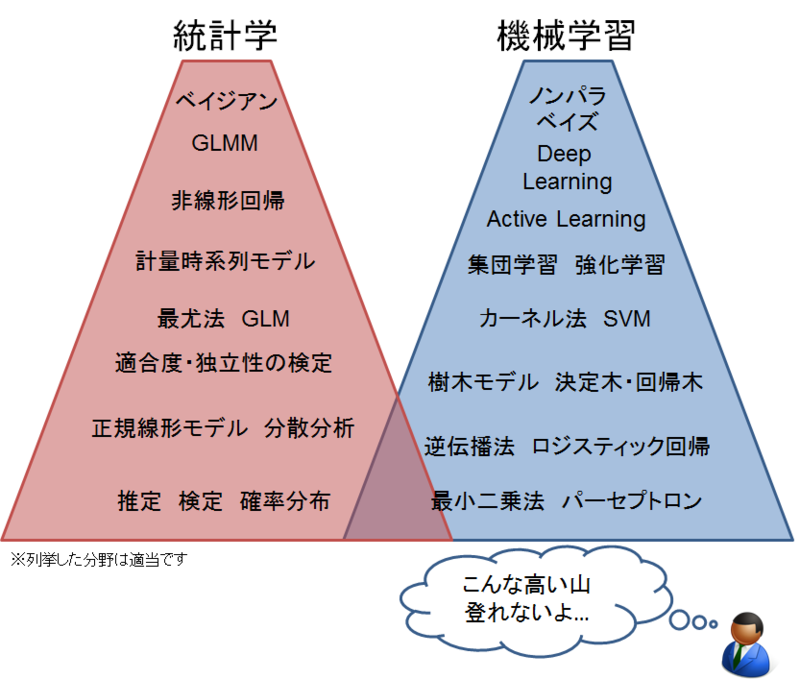 統計学
ベイジアン
GLMM
非線形回帰
計量時系列モデル
最尤法 GLM
適合度・独立性の検定
正規線形モデル 分散分析
推定 検定 確率分布
機械学習
ノンパラ
ベイズ
Deep
Learning
Active Learning
集団学習 強化学習
カーネル法 SVM
樹木モデル 決定木・回帰木
逆伝播法 ロジスティック回帰
最小二乗法 パーセプトロン
※列挙した分野は適当です
こんな高い山
登れないよ...